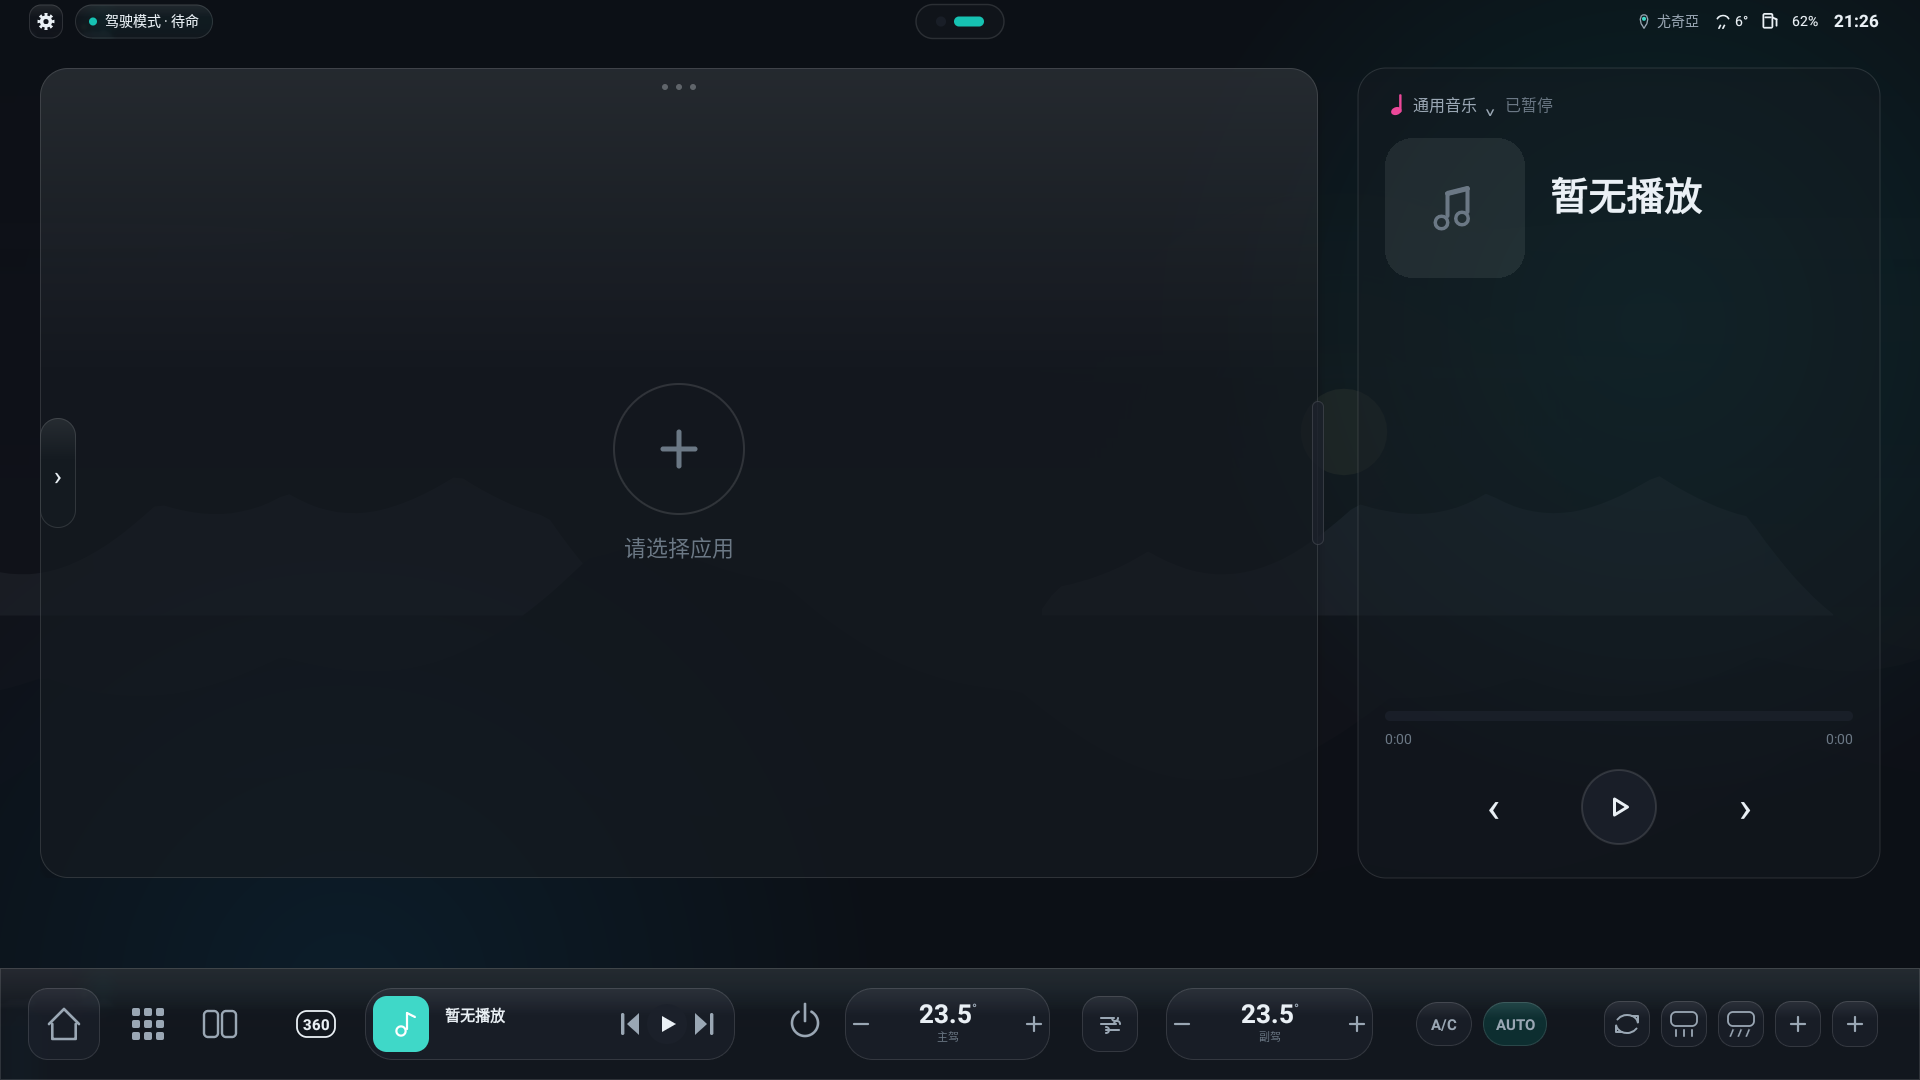 驾驶模式 · 待命
尤奇亞 6° 62% 21:26
通用音乐 已暂停
暂无播放
请选择应用
0:00 0:00
360
暂无播放
23.5°
主驾
23.5°
副驾
A/C AUTO